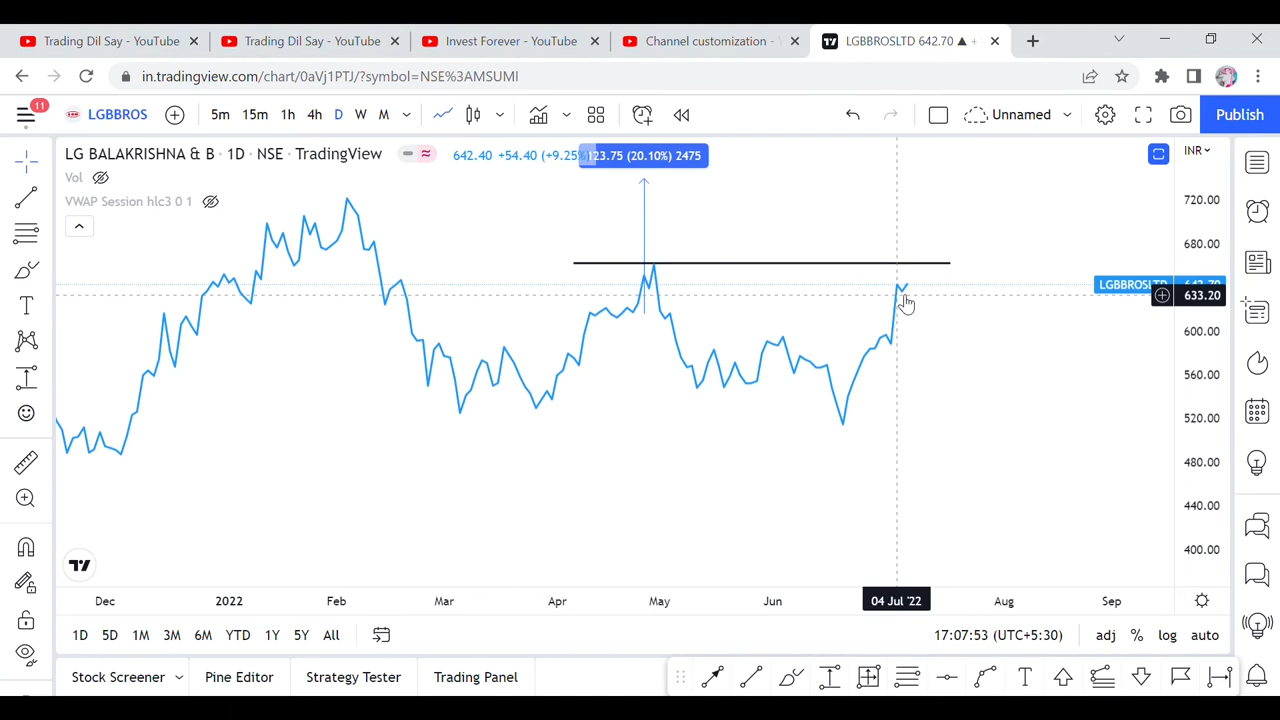 Trading Dil Say - YouTube
Trading Dil Say - YouTube
Invest Forever - YouTube
Channel customization -
LGBBROSLTD 642.70 ▲ +
in.tradingview.com/chart/0aVj1PTJ/?symbol=NSE%3AMSUMI
11
LGBBROS
5m 15m 1h 4h D W M
Unnamed
Publish
LG BALAKRISHNA & B · 1D · NSE · TradingView
642.40 +54.40 (+9.25%)
123.75 (20.10%) 2475
INR
Vol
VWAP Session hlc3 0 1
720.00
680.00
LGBBROSLTD 642.70
633.20
600.00
560.00
520.00
480.00
440.00
400.00
Dec 2022 Feb Mar Apr May Jun 04 Jul '22 Aug Sep
1D 5D 1M 3M 6M YTD 1Y 5Y All
17:07:53 (UTC+5:30) adj % log auto
Stock Screener Pine Editor Strategy Tester Trading Panel